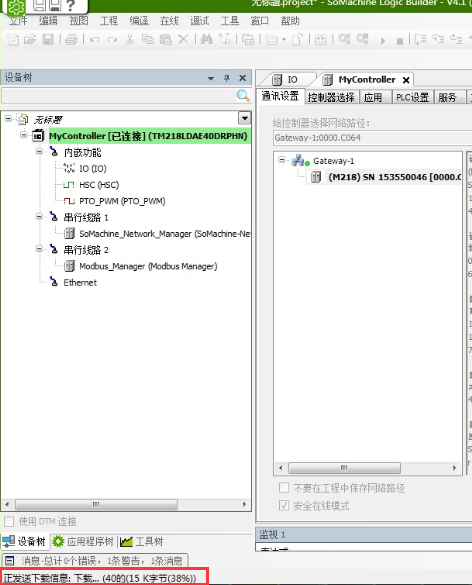 无标题.project* - SoMachine Logic Builder - V4.1
文件 编辑 视图 工程 编译 在线 调试 工具 窗口 帮助
设备树
IO MyController
通讯设置 控制器选择 应用 PLC设置 服务
无标题
MyController [已连接] (TM218LDAE40DRPHN)
内嵌功能
IO (IO)
HSC (HSC)
PTO_PWM (PTO_PWM)
串行线路 1
SoMachine_Network_Manager (SoMachine-Ne
串行线路 2
Modbus_Manager (Modbus Manager)
Ethernet
给控制器选择网络路径:
Gateway-1:0000.C064
Gateway-1
(M218) SN 153550046 [0000.C
不要在工程中保存网络路径
安全在线模式
使用 DTM 连接
设备树 应用程序树 工具树
监视 1
消息-总计0个错误，1条警告，1条消息
表达式
正发送下载信息: 下载... (40的(15 K字节(38%))